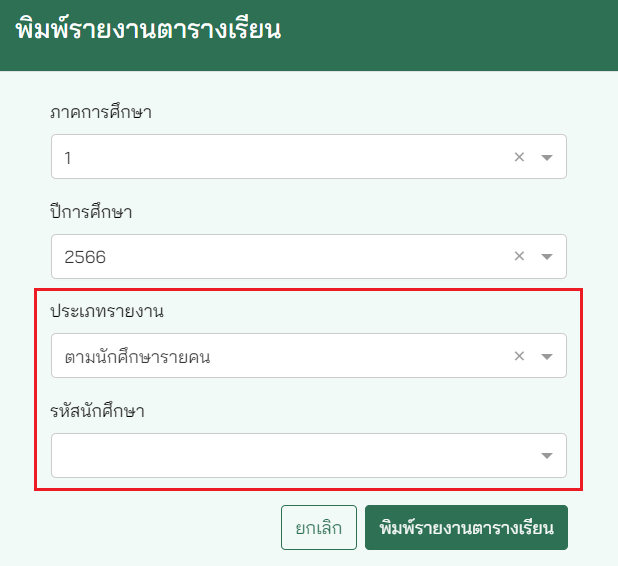 พิมพ์รายงานตารางเรียน
ภาคการศึกษา
1
ปีการศึกษา
2566
ประเภทรายงาน
ตามนักศึกษารายคน
รหัสนักศึกษา
ยกเลิก พิมพ์รายงานตารางเรียน